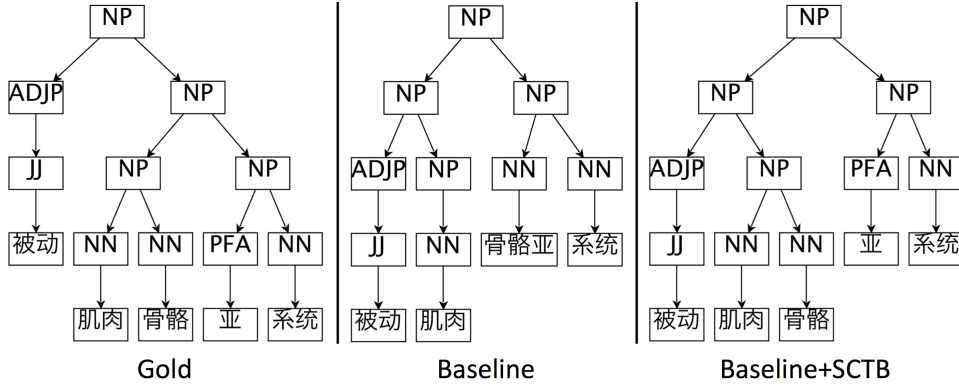 NP
ADJP NP
JJ NP NP
被动 NN NN PFA NN
肌肉 骨骼 亚 系统
Gold
NP
NP NP
ADJP NP NN NN
JJ NN 骨骼亚 系统
被动 肌肉
Baseline
NP
NP NP
ADJP NP PFA NN
JJ NN NN 亚 系统
被动 肌肉 骨骼
Baseline+SCTB